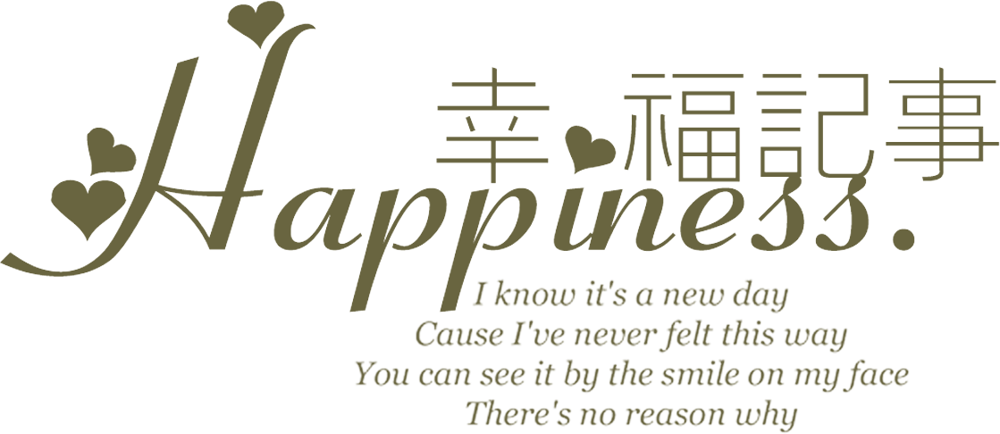 幸福記事
Happiness.
I know it's a new day
Cause I've never felt this way
You can see it by the smile on my face
There's no reason why